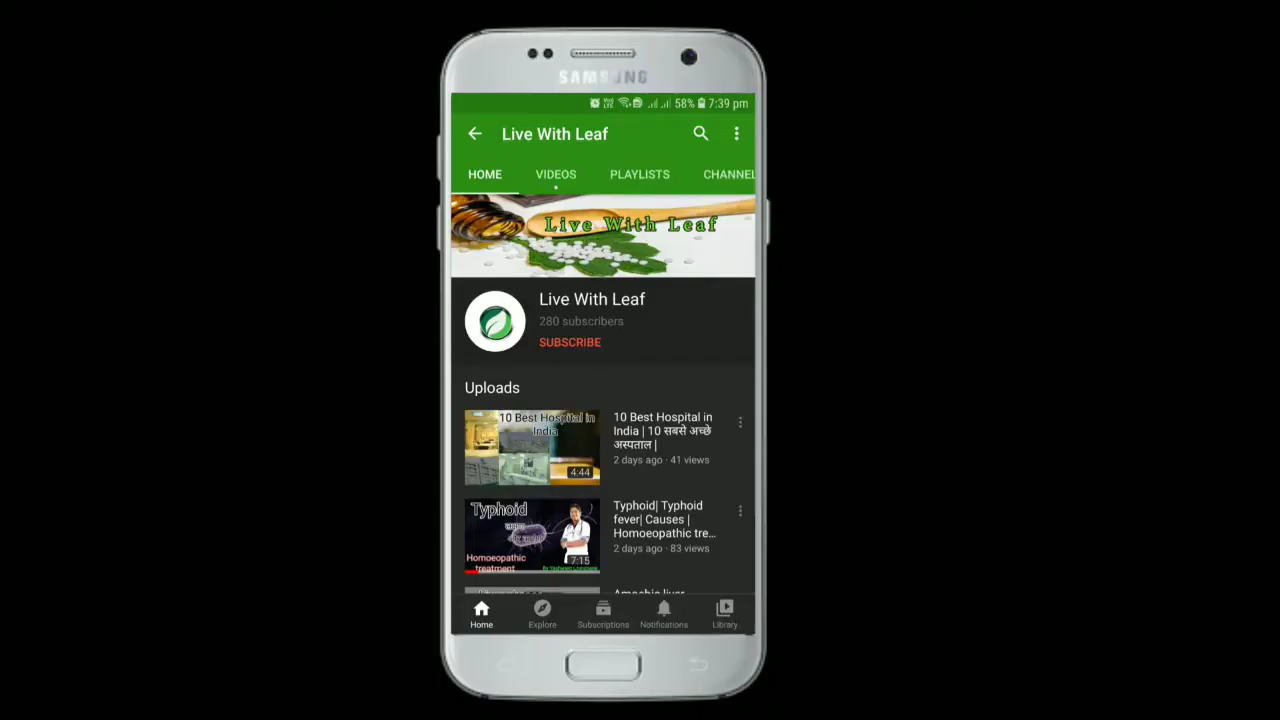 SAMSUNG
58% 7:39 pm
Live With Leaf
HOME VIDEOS PLAYLISTS CHANNEL
Live With Leaf
Live With Leaf
280 subscribers
SUBSCRIBE
Uploads
10 Best Hospital in
India
4:44
10 Best Hospital in
India | 10 सबसे अच्छे
अस्पताल |
2 days ago · 41 views
Typhoid
Homoeopathic
treatment
7:15
Typhoid| Typhoid
fever| Causes |
Homoeopathic tre...
2 days ago · 83 views
Home Explore Subscriptions Notifications Library